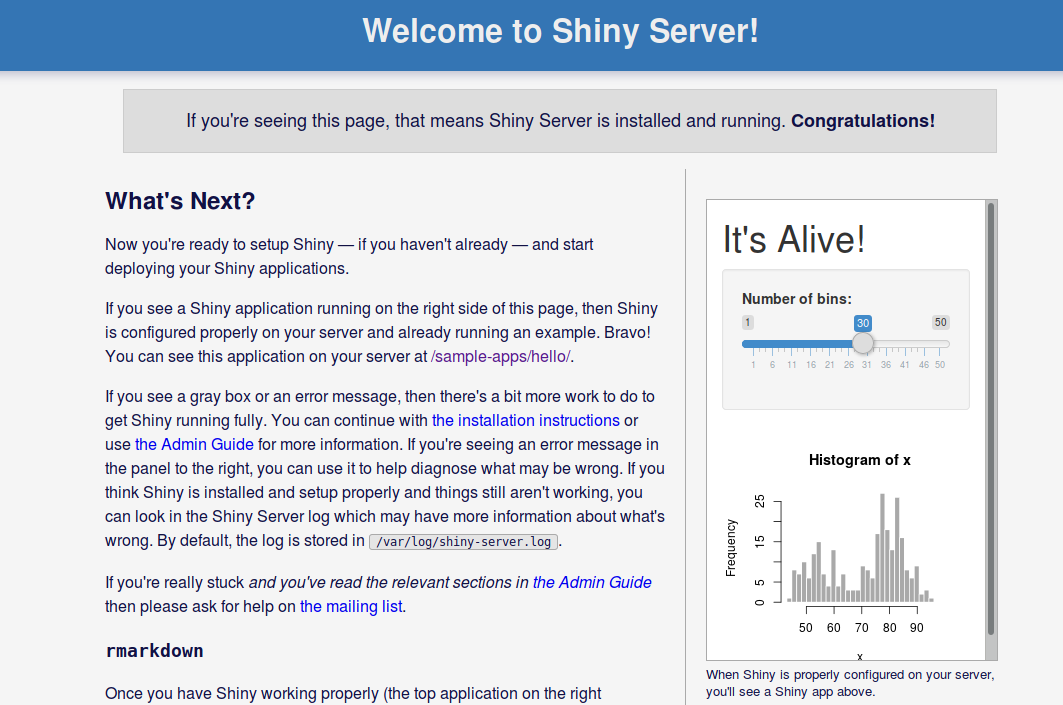 Welcome to Shiny Server!
If you're seeing this page, that means Shiny Server is installed and running. Congratulations!
What's Next?
Now you're ready to setup Shiny — if you haven't already — and start
deploying your Shiny applications.
If you see a Shiny application running on the right side of this page, then Shiny
is configured properly on your server and already running an example. Bravo!
You can see this application on your server at /sample-apps/hello/.
If you see a gray box or an error message, then there's a bit more work to do to
get Shiny running fully. You can continue with the installation instructions or
use the Admin Guide for more information. If you're seeing an error message in
the panel to the right, you can use it to help diagnose what may be wrong. If you
think Shiny is installed and setup properly and things still aren't working, you
can look in the Shiny Server log which may have more information about what's
wrong. By default, the log is stored in /var/log/shiny-server.log.
If you're really stuck and you've read the relevant sections in the Admin Guide
then please ask for help on the mailing list.
rmarkdown
Once you have Shiny working properly (the top application on the right
It's Alive!
Number of bins:
1 30 50
1 6 11 16 21 26 31 36 41 46 50
Histogram of x
Frequency
25
15
5
0
50 60 70 80 90
x
When Shiny is properly configured on your server,
you'll see a Shiny app above.